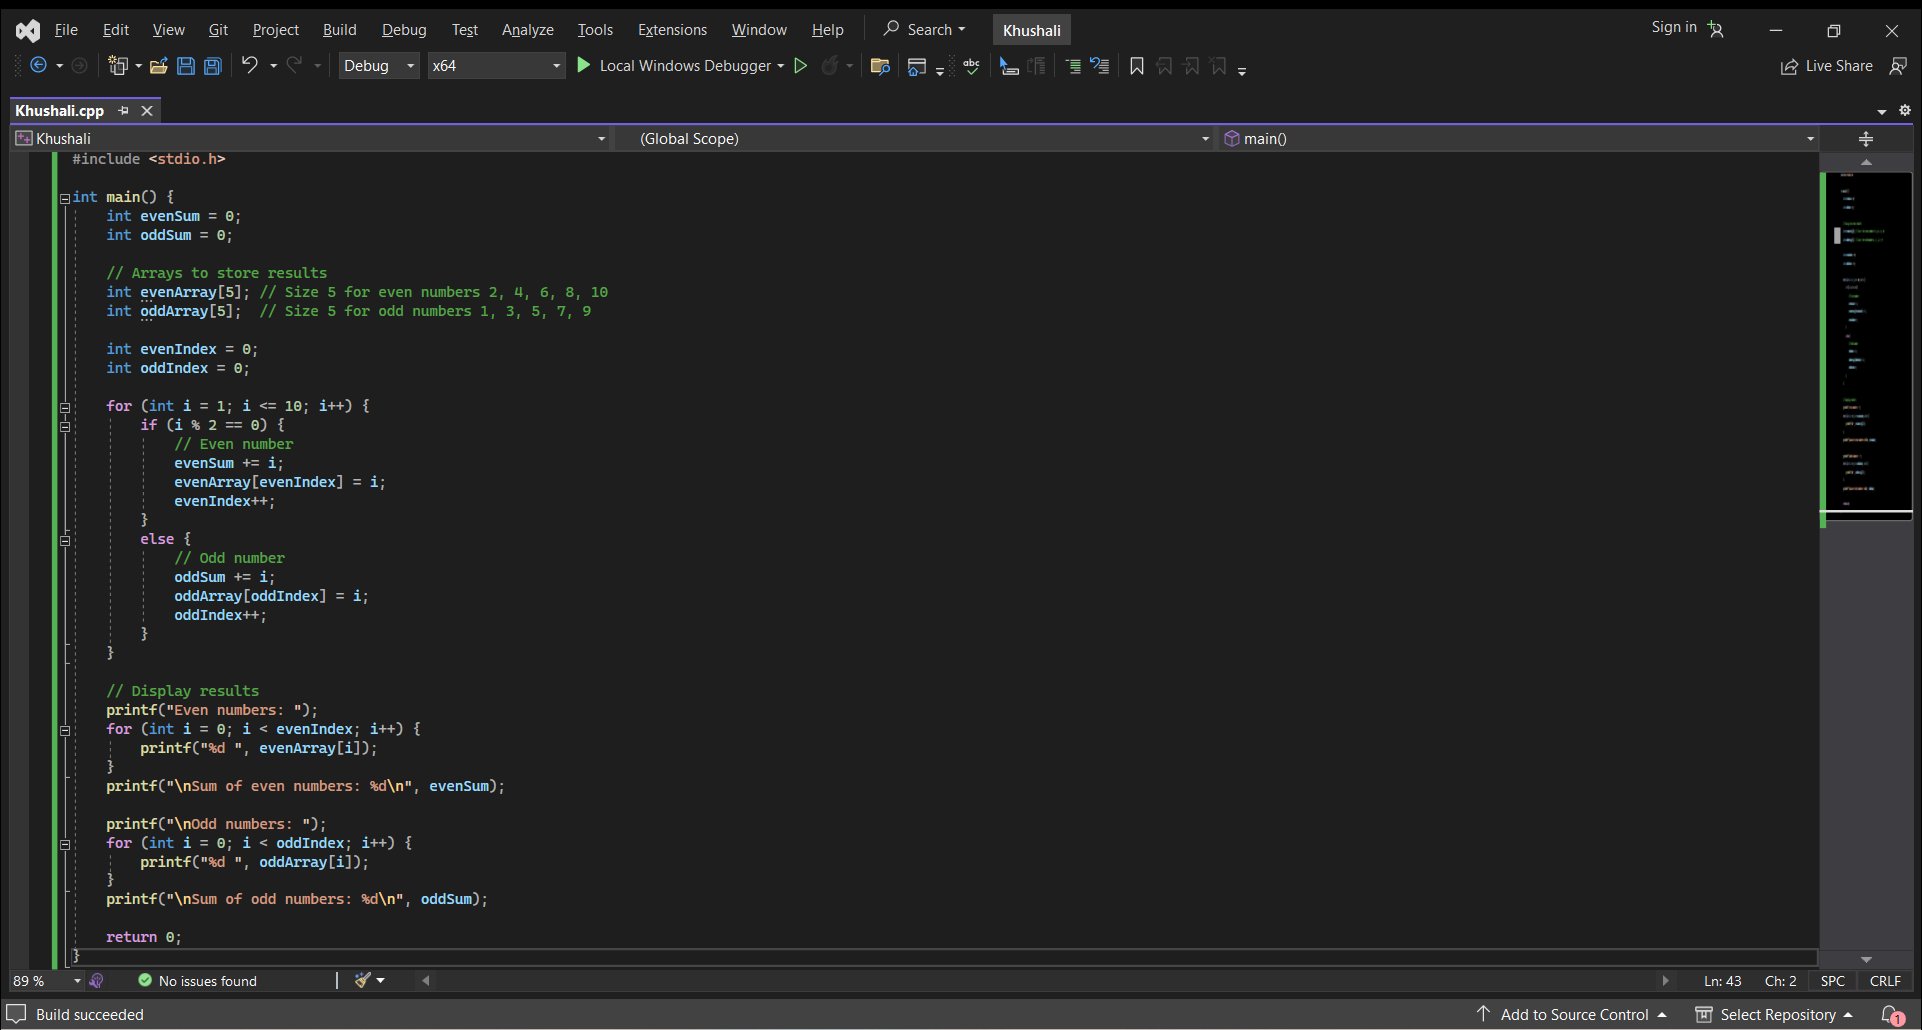 File Edit View Git Project Build Debug Test Analyze Tools Extensions Window Help Search Khushali Sign in
Debug x64 Local Windows Debugger abc Live Share
Khushali.cpp
Khushali (Global Scope) main()
#include <stdio.h>
int main() {
    int evenSum = 0;
    int oddSum = 0;
    // Arrays to store results
    int evenArray[5]; // Size 5 for even numbers 2, 4, 6, 8, 10
    int oddArray[5];  // Size 5 for odd numbers 1, 3, 5, 7, 9
    int evenIndex = 0;
    int oddIndex = 0;
    for (int i = 1; i <= 10; i++) {
        if (i % 2 == 0) {
            // Even number
            evenSum += i;
            evenArray[evenIndex] = i;
            evenIndex++;
        }
        else {
            // Odd number
            oddSum += i;
            oddArray[oddIndex] = i;
            oddIndex++;
        }
    }
    // Display results
    printf("Even numbers: ");
    for (int i = 0; i < evenIndex; i++) {
        printf("%d ", evenArray[i]);
    }
    printf("\nSum of even numbers: %d\n", evenSum);
    printf("\nOdd numbers: ");
    for (int i = 0; i < oddIndex; i++) {
        printf("%d ", oddArray[i]);
    }
    printf("\nSum of odd numbers: %d\n", oddSum);
    return 0;
}
89 % No issues found Ln: 43 Ch: 2 SPC CRLF
Build succeeded Add to Source Control Select Repository 1